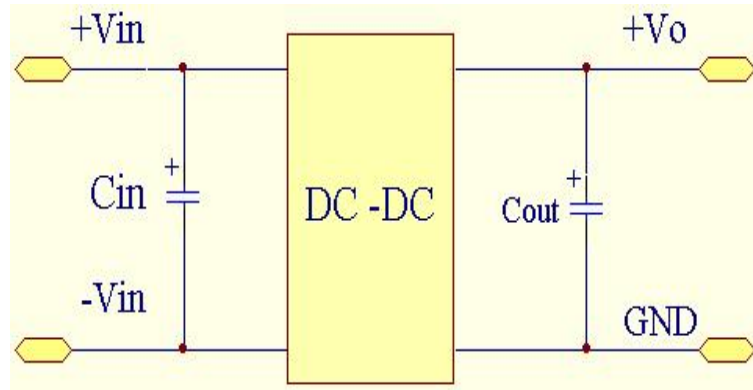 +Vin
+Vo
+
Cin
DC -DC
+
Cout
-Vin
GND